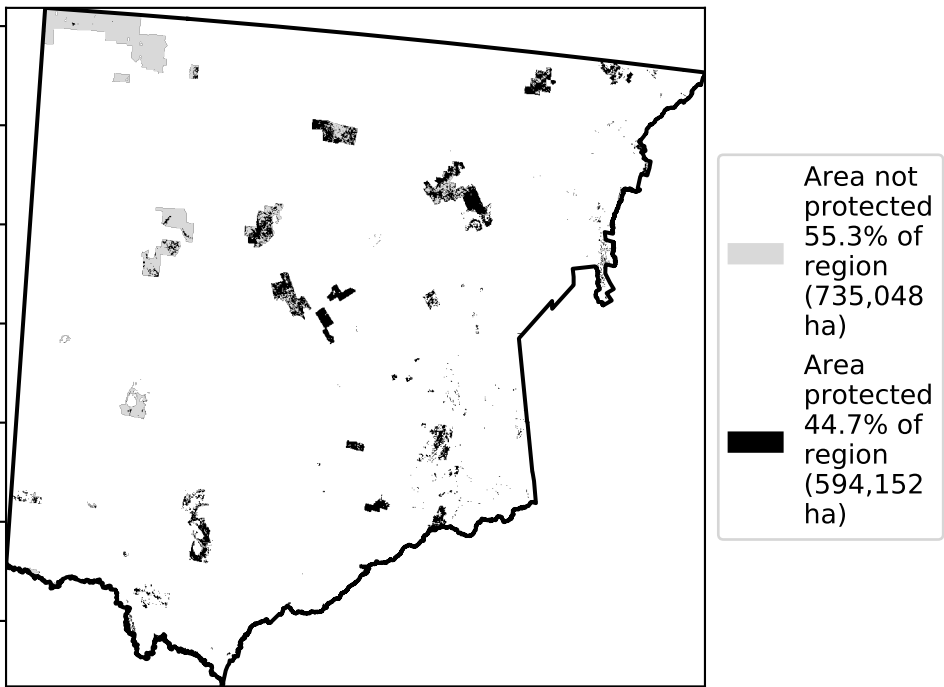 Area not
protected
55.3% of
region
(735,048
ha)
Area
protected
44.7% of
region
(594,152
ha)